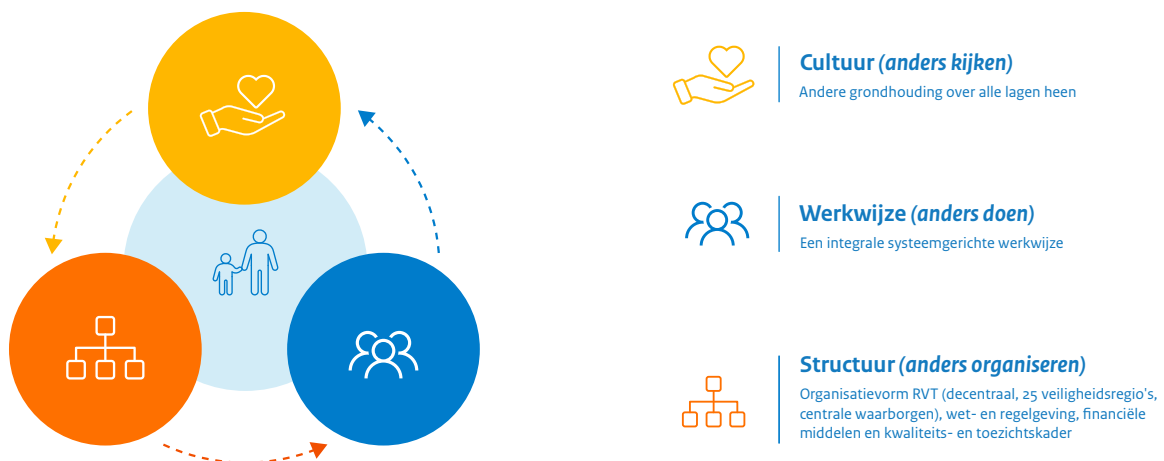 Cultuur (anders kijken)
Andere grondhouding over alle lagen heen
Werkwijze (anders doen)
Een integrale systeemgerichte werkwijze
Structuur (anders organiseren)
Organisatievorm RVT (decentraal, 25 veiligheidsregio's,
centrale waarborgen), wet- en regelgeving, financiële
middelen en kwaliteits- en toezichtskader